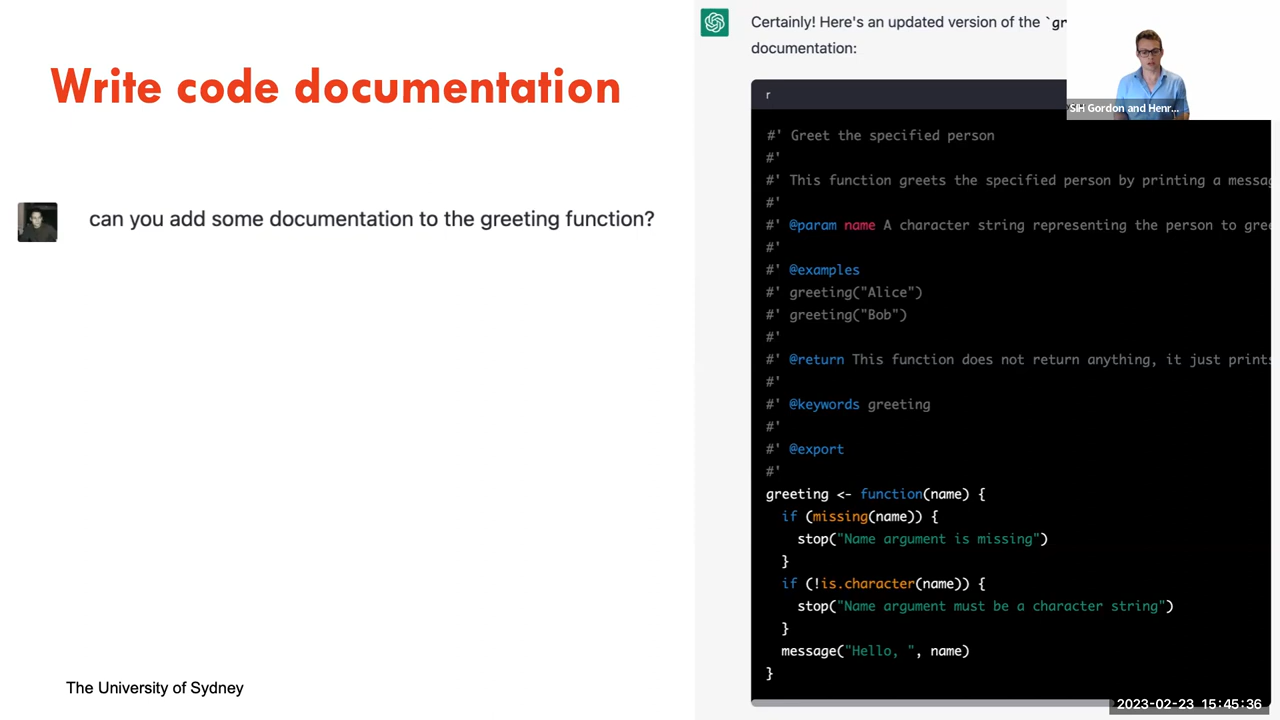 Write code documentation
can you add some documentation to the greeting function?
The University of Sydney
Certainly! Here's an updated version of the `gr
documentation:
r
#' Greet the specified person
#'
#' This function greets the specified person by printing a messag
#'
#' @param name A character string representing the person to gree
#'
#' @examples
#' greeting("Alice")
#' greeting("Bob")
#'
#' @return This function does not return anything, it just prints
#'
#' @keywords greeting
#'
#' @export
#'
greeting <- function(name) {
  if (missing(name)) {
    stop("Name argument is missing")
  }
  if (!is.character(name)) {
    stop("Name argument must be a character string")
  }
  message("Hello, ", name)
}
SIH Gordon and Henr...
2023-02-23 15:45:36